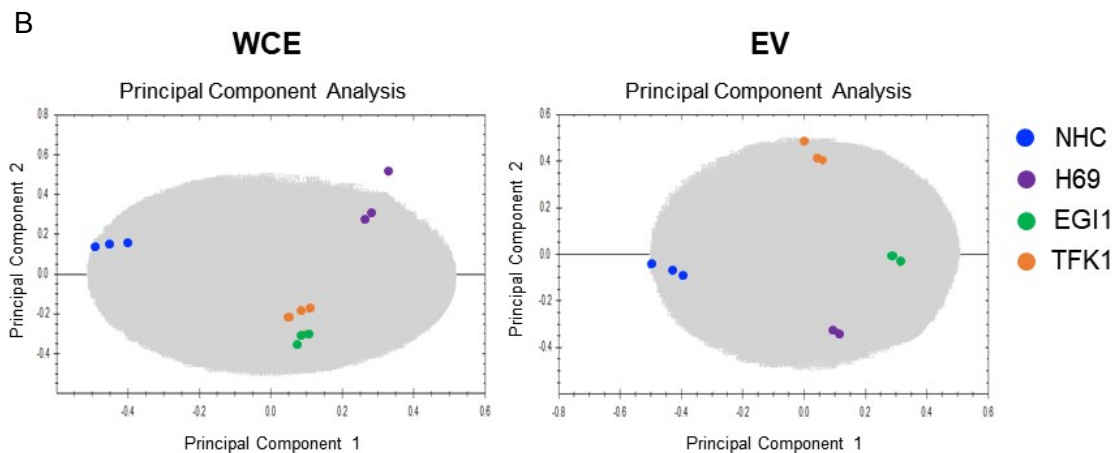 B
WCE
EV
Principal Component Analysis
Principal Component Analysis
Principal Component 2
0.8
0.6
0.4
0.2
0.0
-0.2
-0.4
-0.4
-0.2
0.0
0.2
0.4
0.6
Principal Component 1
Principal Component 2
0.6
0.4
0.2
0.0
-0.2
-0.4
-0.8
-0.6
-0.4
-0.2
0.0
0.2
0.4
0.6
Principal Component 1
NHC
H69
EGI1
TFK1